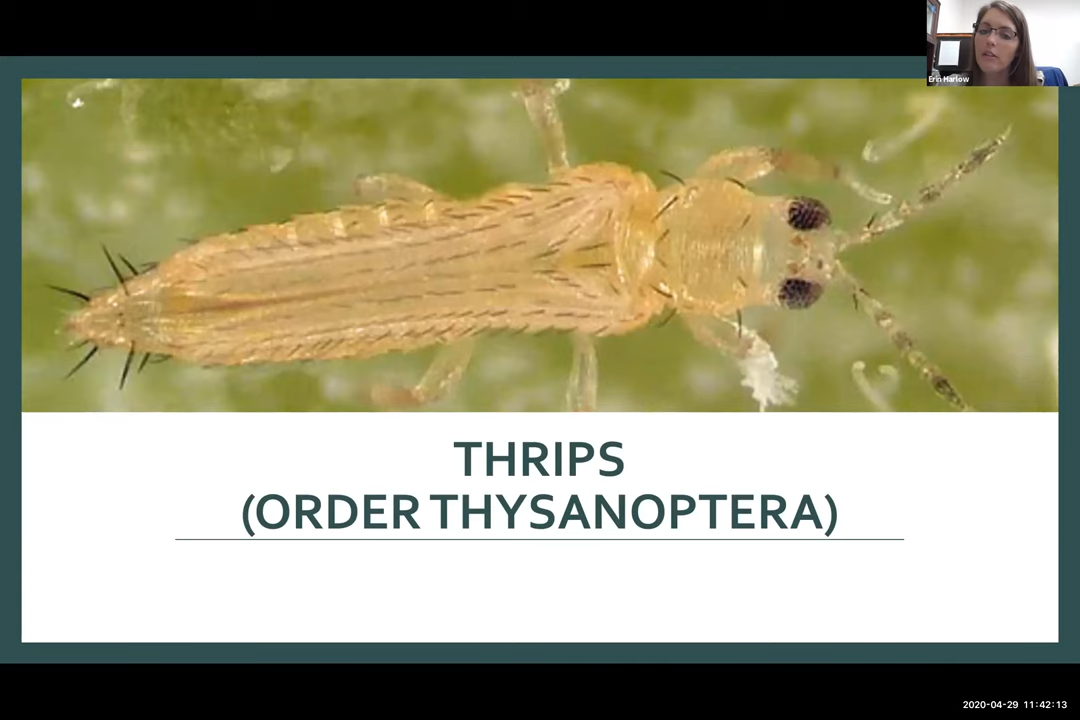 Erin Harlow
THRIPS
(ORDER THYSANOPTERA)
2020-04-29 11:42:13